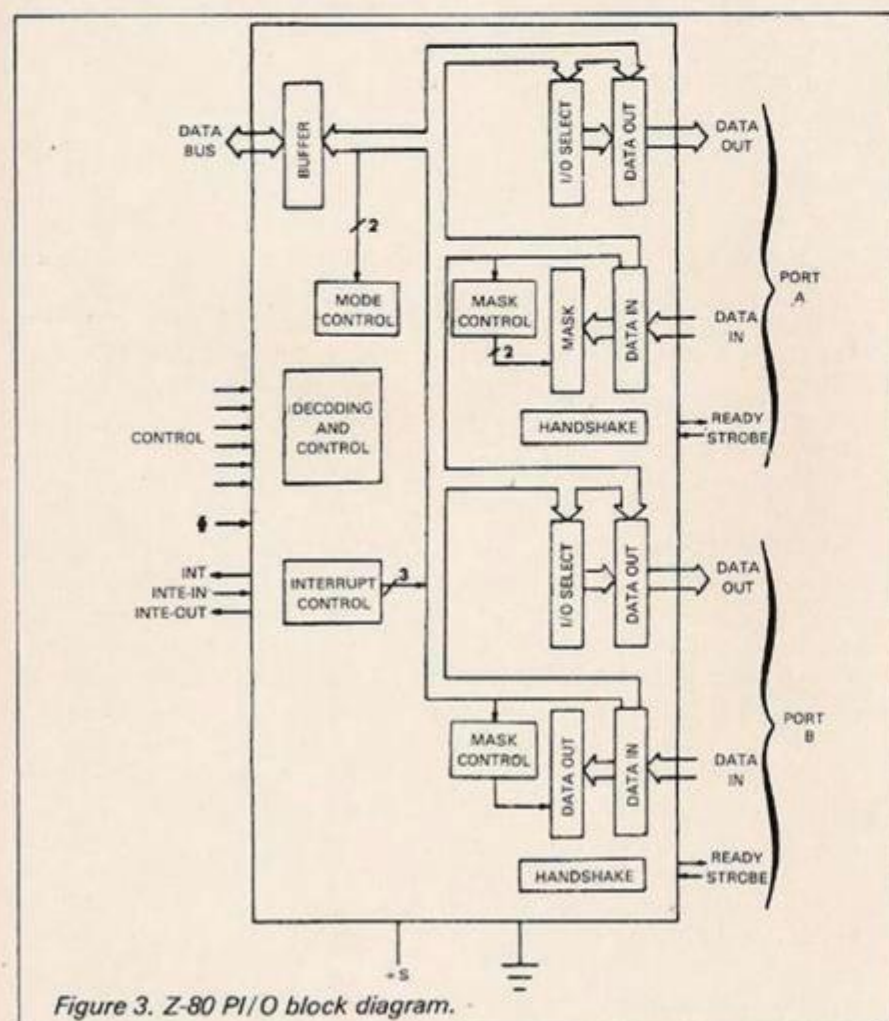 DATA
BUS
BUFFER
I/O SELECT
DATA OUT
DATA
OUT
2
MODE
CONTROL
MASK
CONTROL
2
MASK
DATA IN
DATA
IN
PORT
A
DECODING
AND
CONTROL
CONTROL
HANDSHAKE
READY
STROBE
Φ
INT
INTE-IN
INTE-OUT
INTERRUPT
CONTROL
3
I/O SELECT
DATA OUT
DATA
OUT
PORT
B
MASK
CONTROL
DATA OUT
DATA IN
DATA
IN
HANDSHAKE
READY
STROBE
+S
Figure 3. Z-80 PI/O block diagram.